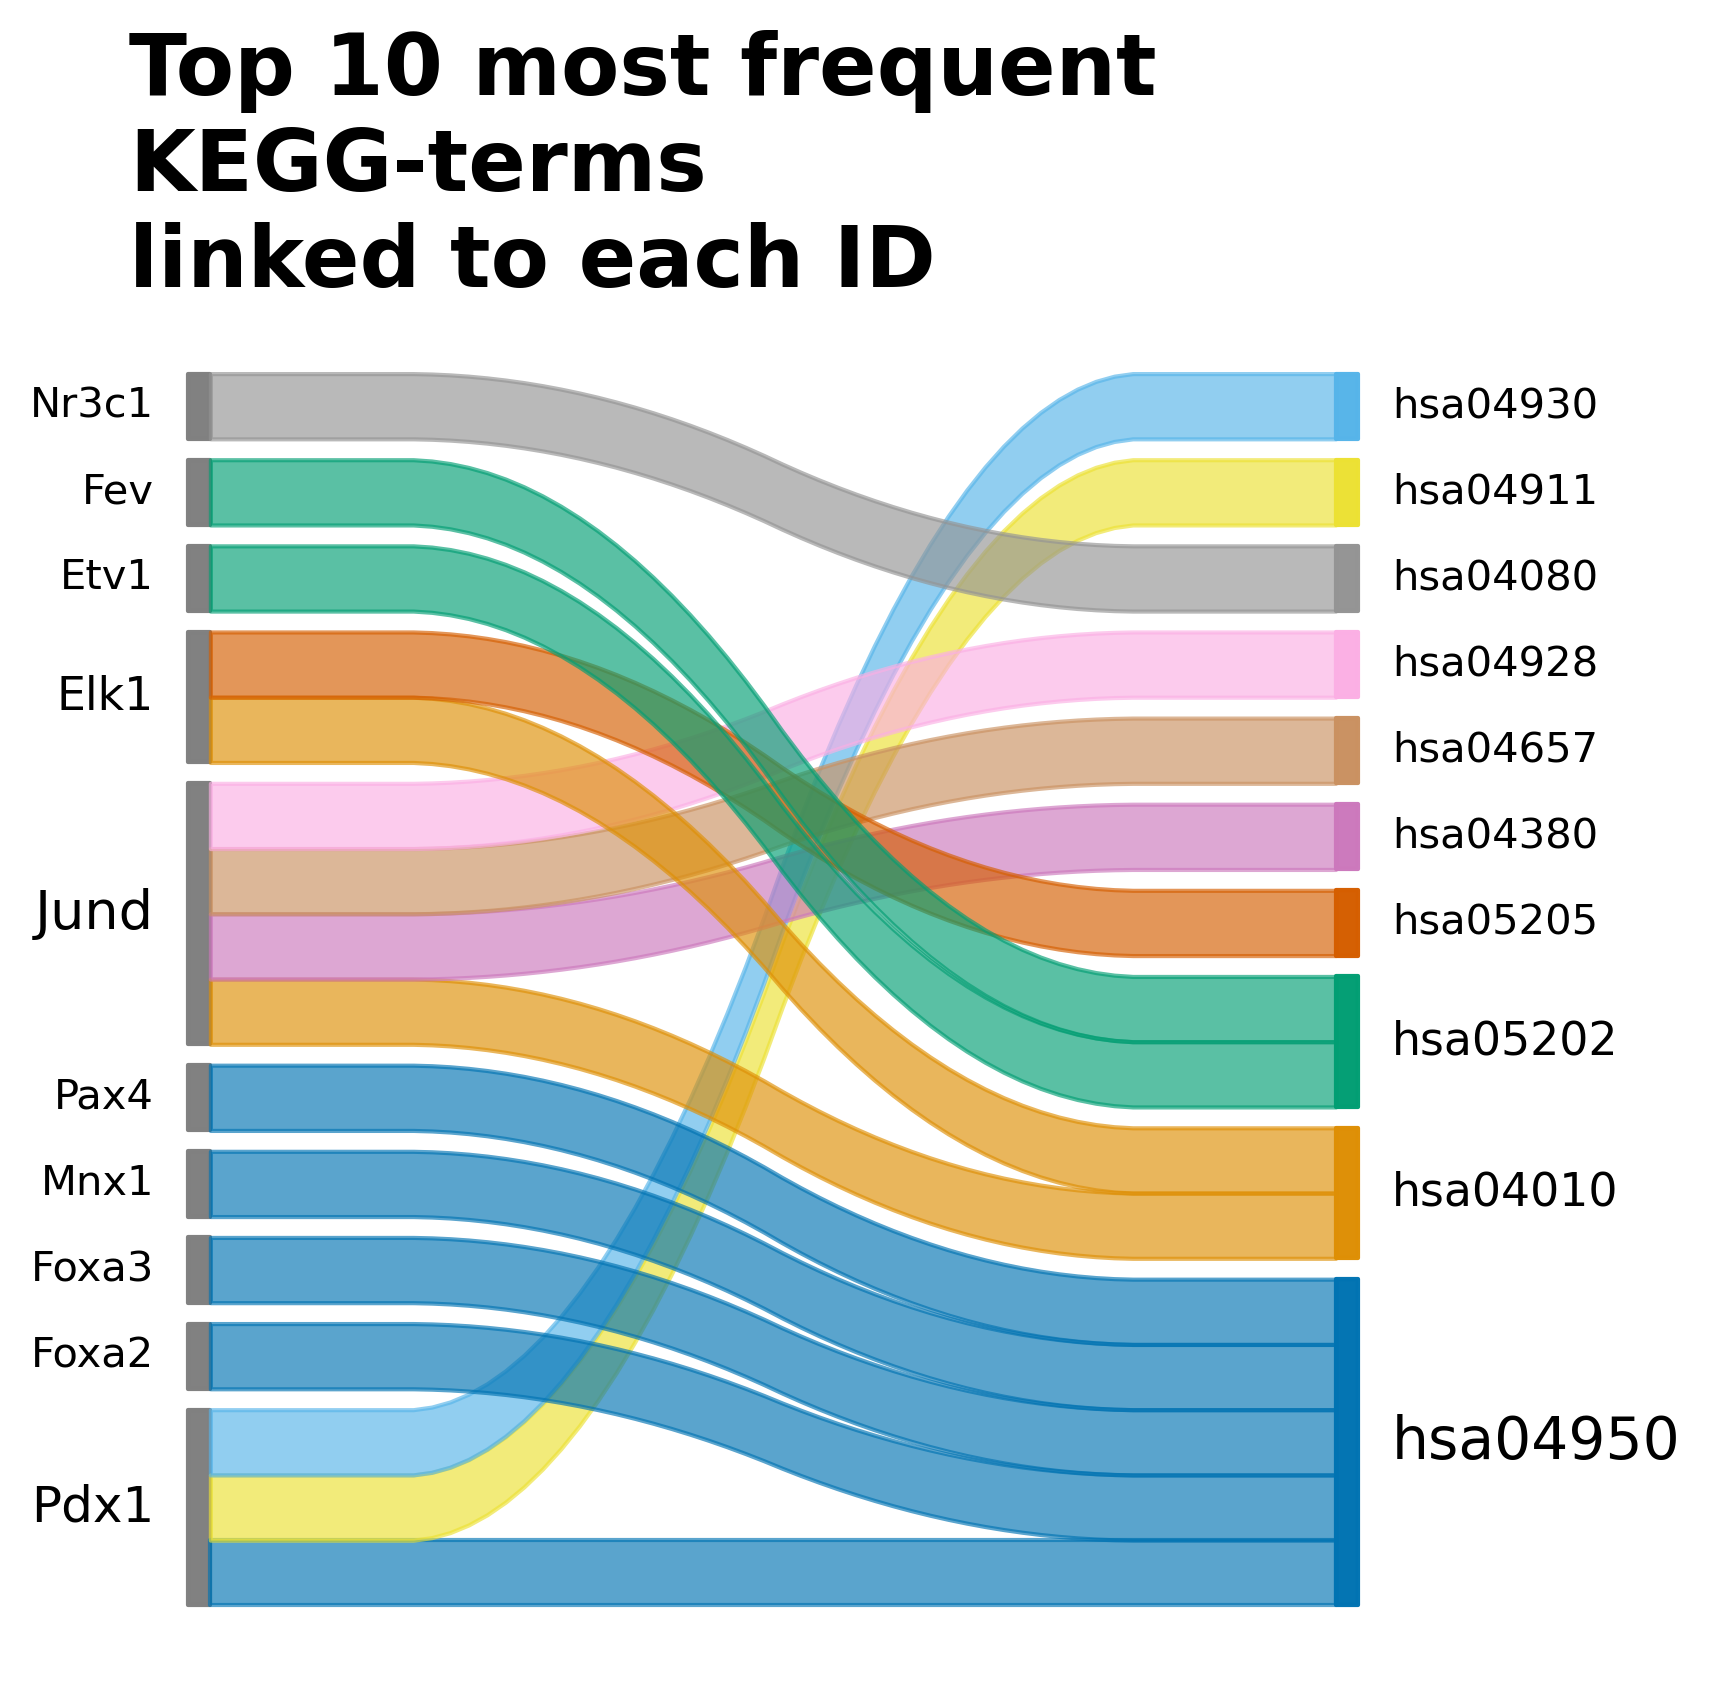 Top 10 most frequent
KEGG-terms
linked to each ID
Nr3c1
Fev
Etv1
Elk1
Jund
Pax4
Mnx1
Foxa3
Foxa2
Pdx1
hsa04930
hsa04911
hsa04080
hsa04928
hsa04657
hsa04380
hsa05205
hsa05202
hsa04010
hsa04950